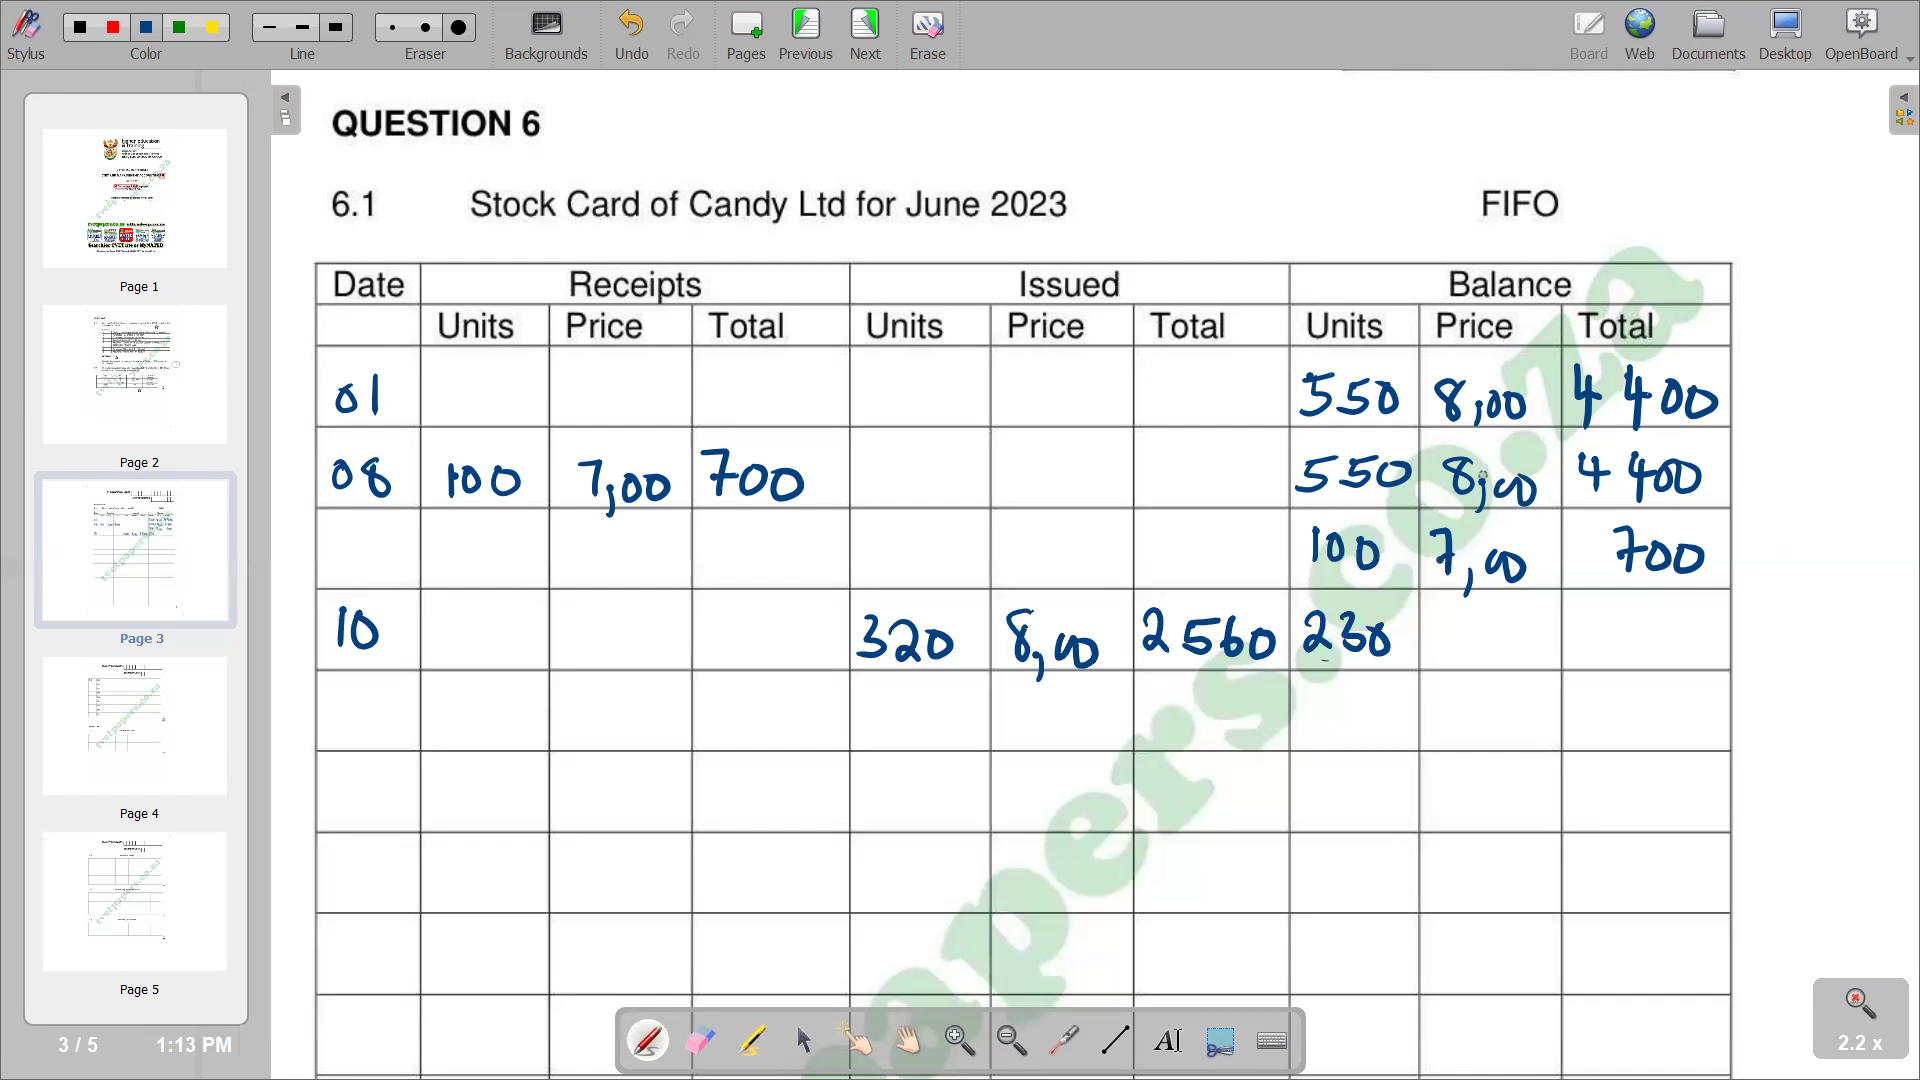 Stylus
Color
Line
Eraser
Backgrounds
Undo
Redo
Pages
Previous
Next
Erase
Board
Web
Documents
Desktop
OpenBoard
Page 1
Page 2
Page 3
Page 4
Page 5
3 / 5 1:13 PM
QUESTION 6
6.1 Stock Card of Candy Ltd for June 2023 FIFO
Date Receipts Issued Balance
Units Price Total Units Price Total Units Price Total
01 550 8,00 4 400
08 100 7,00 700 550 8,00 4 400
100 7,00 700
10 320 8,00 2 560 230
apers.co.za
2.2 x